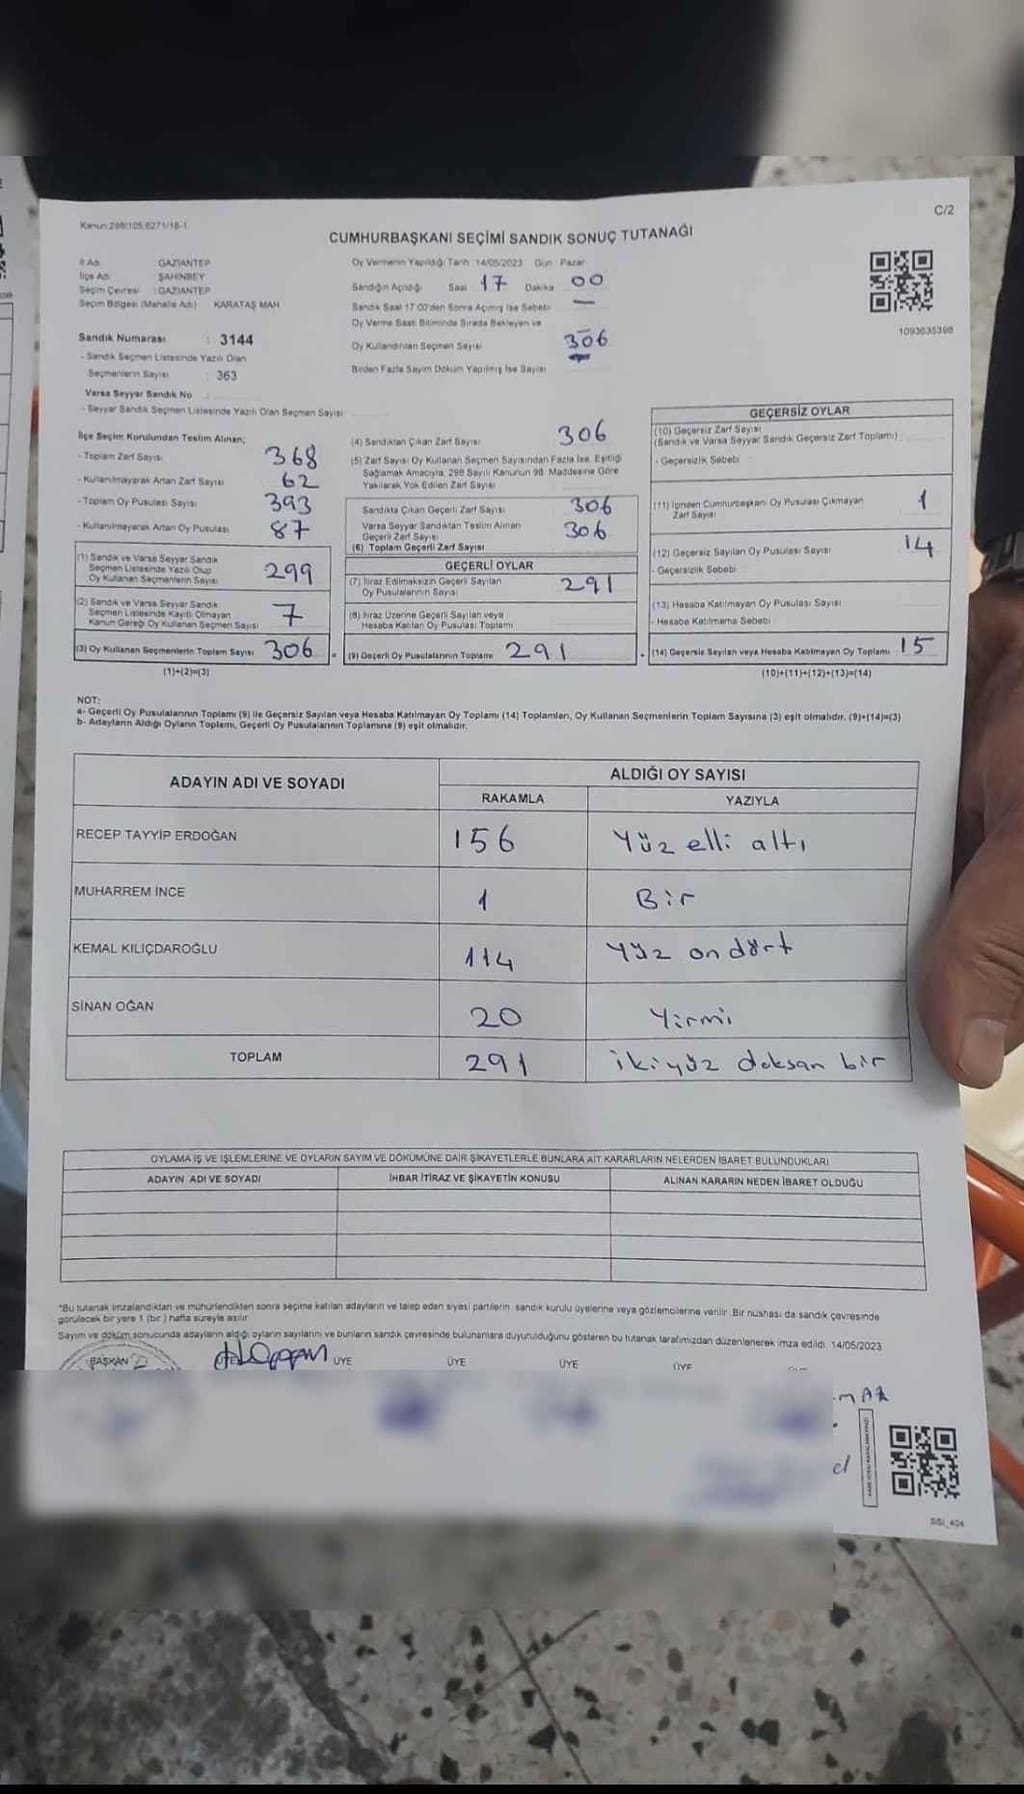 C/2
Kanun:298/105,6271/18-1
CUMHURBAŞKANI SEÇİMİ SANDIK SONUÇ TUTANAĞI
İl Adı GAZİANTEP
İlçe Adı ŞAHİNBEY
Seçim Çevresi : GAZİANTEP
Seçim Bölgesi (Mahalle Adı) KARATAŞ MAH
Sandık Numarası : 3144
- Sandık Seçmen Listesinde Yazılı Olan
Seçmenlerin Sayısı : 363
Varsa Seyyar Sandık No
- Seyyar Sandık Seçmen Listesinde Yazılı Olan Seçmen Sayısı
Oy Vermenin Yapıldığı Tarih 14/05/2023 Gün Pazar
Sandığın Açıldığı Saat 17 Dakika 00
Sandık Saat 17:00'den Sonra Açılmış İse Sebebi —
Oy Verme Saati Bitiminde Sırada Bekleyen ve
Oy Kullandırılan Seçmen Sayısı 306
Birden Fazla Sayım Döküm Yapılmış İse Sayısı
1093635398
İlçe Seçim Kurulundan Teslim Alınan;
- Toplam Zarf Sayısı 368
- Kullanılmayarak Artan Zarf Sayısı 62
- Toplam Oy Pusulası Sayısı 393
- Kullanılmayarak Artan Oy Pusulası 87
(1) Sandık ve Varsa Seyyar Sandık
Seçmen Listesinde Yazılı Olup
Oy Kullanan Seçmenlerin Sayısı 299
(2) Sandık ve Varsa Seyyar Sandık
Seçmen Listesinde Kayıtlı Olmayan
Kanun Gereği Oy Kullanan Seçmen Sayısı 7
(3) Oy Kullanan Seçmenlerin Toplam Sayısı 306
(1)+(2)=(3)
(4) Sandıktan Çıkan Zarf Sayısı 306
(5) Zarf Sayısı Oy Kullanan Seçmen Sayısından Fazla İse, Eşitliği
Sağlamak Amacıyla, 298 Sayılı Kanunun 98. Maddesine Göre
Yakılarak Yok Edilen Zarf Sayısı
Sandıkta Çıkan Geçerli Zarf Sayısı 306
Varsa Seyyar Sandıktan Teslim Alınan
Geçerli Zarf Sayısı 306
(6) Toplam Geçerli Zarf Sayısı
GEÇERLİ OYLAR
(7) İtiraz Edilmeksizin Geçerli Sayılan
Oy Pusulalarının Sayısı 291
(8) İtiraz Üzerine Geçerli Sayılan veya
Hesaba Katılan Oy Pusulası Toplamı
(9) Geçerli Oy Pusulalarının Toplamı 291
GEÇERSİZ OYLAR
(10) Geçersiz Zarf Sayısı
(Sandık ve Varsa Seyyar Sandık Geçersiz Zarf Toplamı)
- Geçersizlik Sebebi
(11) İçinden Cumhurbaşkanı Oy Pusulası Çıkmayan
Zarf Sayısı 1
(12) Geçersiz Sayılan Oy Pusulası Sayısı 14
- Geçersizlik Sebebi
(13) Hesaba Katılmayan Oy Pusulası Sayısı
- Hesaba Katılmama Sebebi
(14) Geçersiz Sayılan veya Hesaba Katılmayan Oy Toplamı 15
(10)+(11)+(12)+(13)=(14)
NOT:
a- Geçerli Oy Pusulalarının Toplamı (9) ile Geçersiz Sayılan veya Hesaba Katılmayan Oy Toplamı (14) Toplamları, Oy Kullanan Seçmenlerin Toplam Sayısına (3) eşit olmalıdır. (9)+(14)=(3)
b- Adayların Aldığı Oyların Toplamı, Geçerli Oy Pusulalarının Toplamına (9) eşit olmalıdır.
ADAYIN ADI VE SOYADI ALDIĞI OY SAYISI
RAKAMLA YAZIYLA
RECEP TAYYİP ERDOĞAN 156 Yüz elli altı
MUHARREM İNCE 1 Bir
KEMAL KILIÇDAROĞLU 114 Yüz on dört
SİNAN OĞAN 20 Yirmi
TOPLAM 291 iki yüz doksan bir
OYLAMA İŞ VE İŞLEMLERİNE VE OYLARIN SAYIM VE DÖKÜMÜNE DAİR ŞİKAYETLERLE BUNLARA AİT KARARLARIN NELERDEN İBARET BULUNDUKLARI
ADAYIN ADI VE SOYADI İHBAR İTİRAZ VE ŞİKAYETİN KONUSU ALINAN KARARIN NEDEN İBARET OLDUĞU
*Bu tutanak imzalandıktan ve mühürlendikten sonra seçime katılan adayların ve talep eden siyasi partilerin sandık kurulu üyelerine veya gözlemcilerine verilir. Bir nüshası da sandık çevresinde
görülecek bir yere 1 (bir) hafta süreyle asılır.
Sayım ve döküm sonucunda adayların aldığı oyların sayılarını ve bunların sandık çevresinde bulunanlara duyurulduğunu gösteren bu tutanak tarafımızdan düzenlenerek imza edildi. 14/05/2023
BAŞKAN ÜYE ÜYE ÜYE ÜYE ÜYE